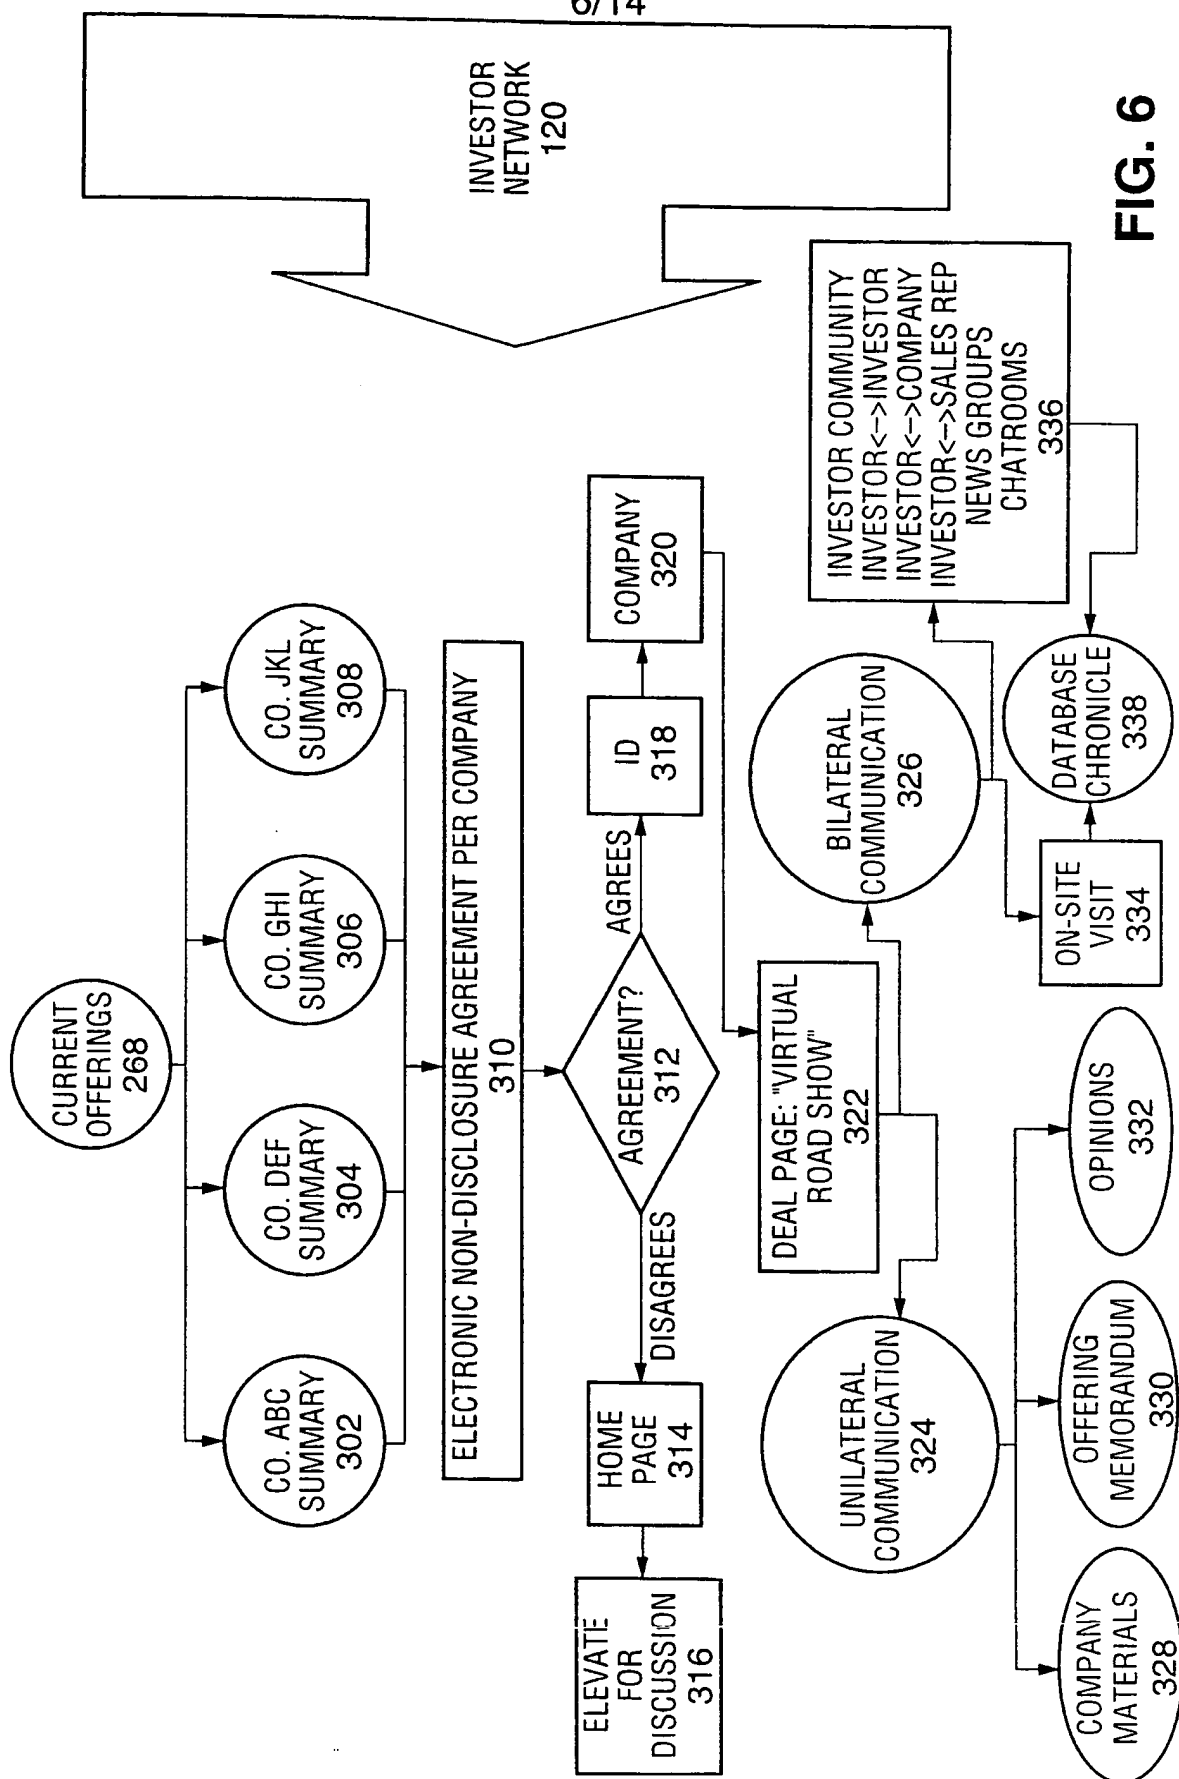 6/14
INVESTOR
NETWORK
120
CURRENT
OFFERINGS
268
CO. ABC
SUMMARY
302
CO. DEF
SUMMARY
304
CO. GHI
SUMMARY
306
CO. JKL
SUMMARY
308
ELECTRONIC NON-DISCLOSURE AGREEMENT PER COMPANY
310
AGREEMENT?
312
DISAGREES
AGREES
ELEVATE
FOR
DISCUSSION
316
HOME
PAGE
314
ID
318
COMPANY
320
DEAL PAGE: "VIRTUAL
ROAD SHOW"
322
UNILATERAL
COMMUNICATION
324
BILATERAL
COMMUNICATION
326
INVESTOR COMMUNITY
INVESTOR<->INVESTOR
INVESTOR<->COMPANY
INVESTOR<->SALES REP
NEWS GROUPS
CHATROOMS
336
COMPANY
MATERIALS
328
OFFERING
MEMORANDUM
330
OPINIONS
332
ON-SITE
VISIT
334
DATABASE
CHRONICLE
338
FIG. 6